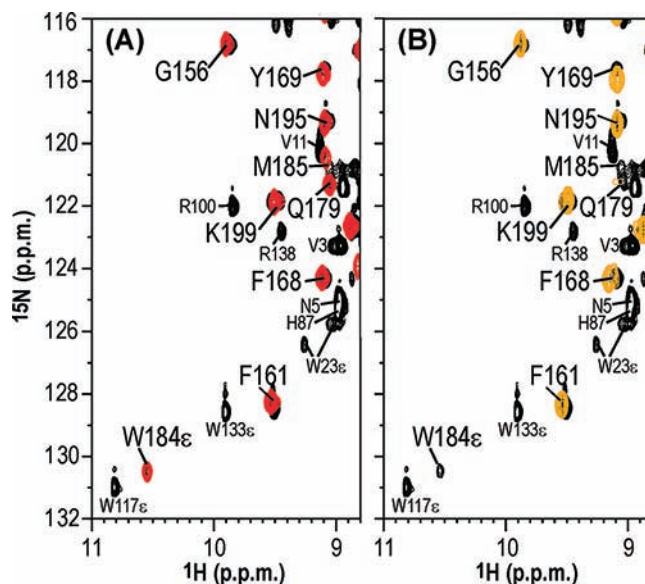 116
118
120
122
124
126
128
130
132
15N (p.p.m.)
(A)
G156
Y169
N195
V11
M185
R100
Q179
K199
R138
V3
F168
N5
H87
W23ε
F161
W133ε
W184ε
W117ε
11
10
9
1H (p.p.m.)
(B)
G156
Y169
N195
V11
M185
R100
Q179
K199
R138
V3
F168
N5
H87
W23ε
F161
W133ε
W184ε
W117ε
11
10
9
1H (p.p.m.)